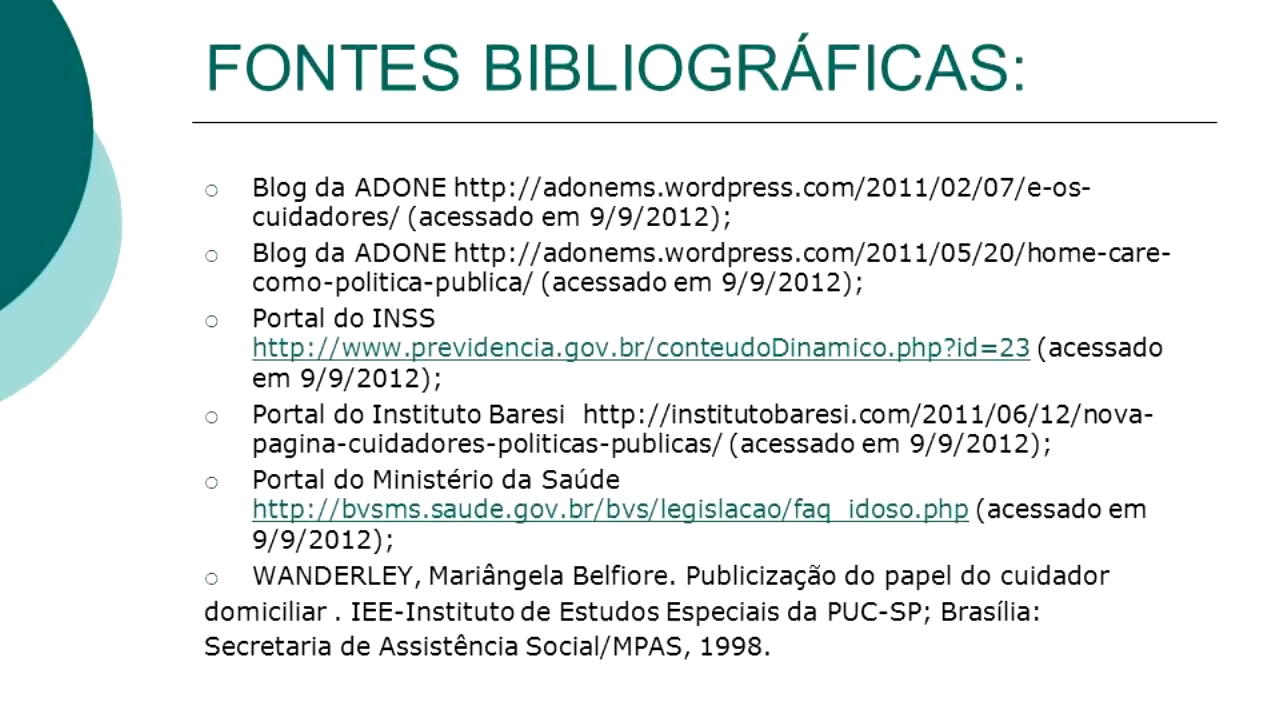 FONTES BIBLIOGRÁFICAS:
Blog da ADONE http://adonems.wordpress.com/2011/02/07/e-os-
cuidadores/ (acessado em 9/9/2012);
Blog da ADONE http://adonems.wordpress.com/2011/05/20/home-care-
como-politica-publica/ (acessado em 9/9/2012);
Portal do INSS
http://www.previdencia.gov.br/conteudoDinamico.php?id=23 (acessado
em 9/9/2012);
Portal do Instituto Baresi http://institutobaresi.com/2011/06/12/nova-
pagina-cuidadores-politicas-publicas/ (acessado em 9/9/2012);
Portal do Ministério da Saúde
http://bvsms.saude.gov.br/bvs/legislacao/faq_idoso.php (acessado em
9/9/2012);
WANDERLEY, Mariângela Belfiore. Publicização do papel do cuidador
domiciliar . IEE-Instituto de Estudos Especiais da PUC-SP; Brasília:
Secretaria de Assistência Social/MPAS, 1998.